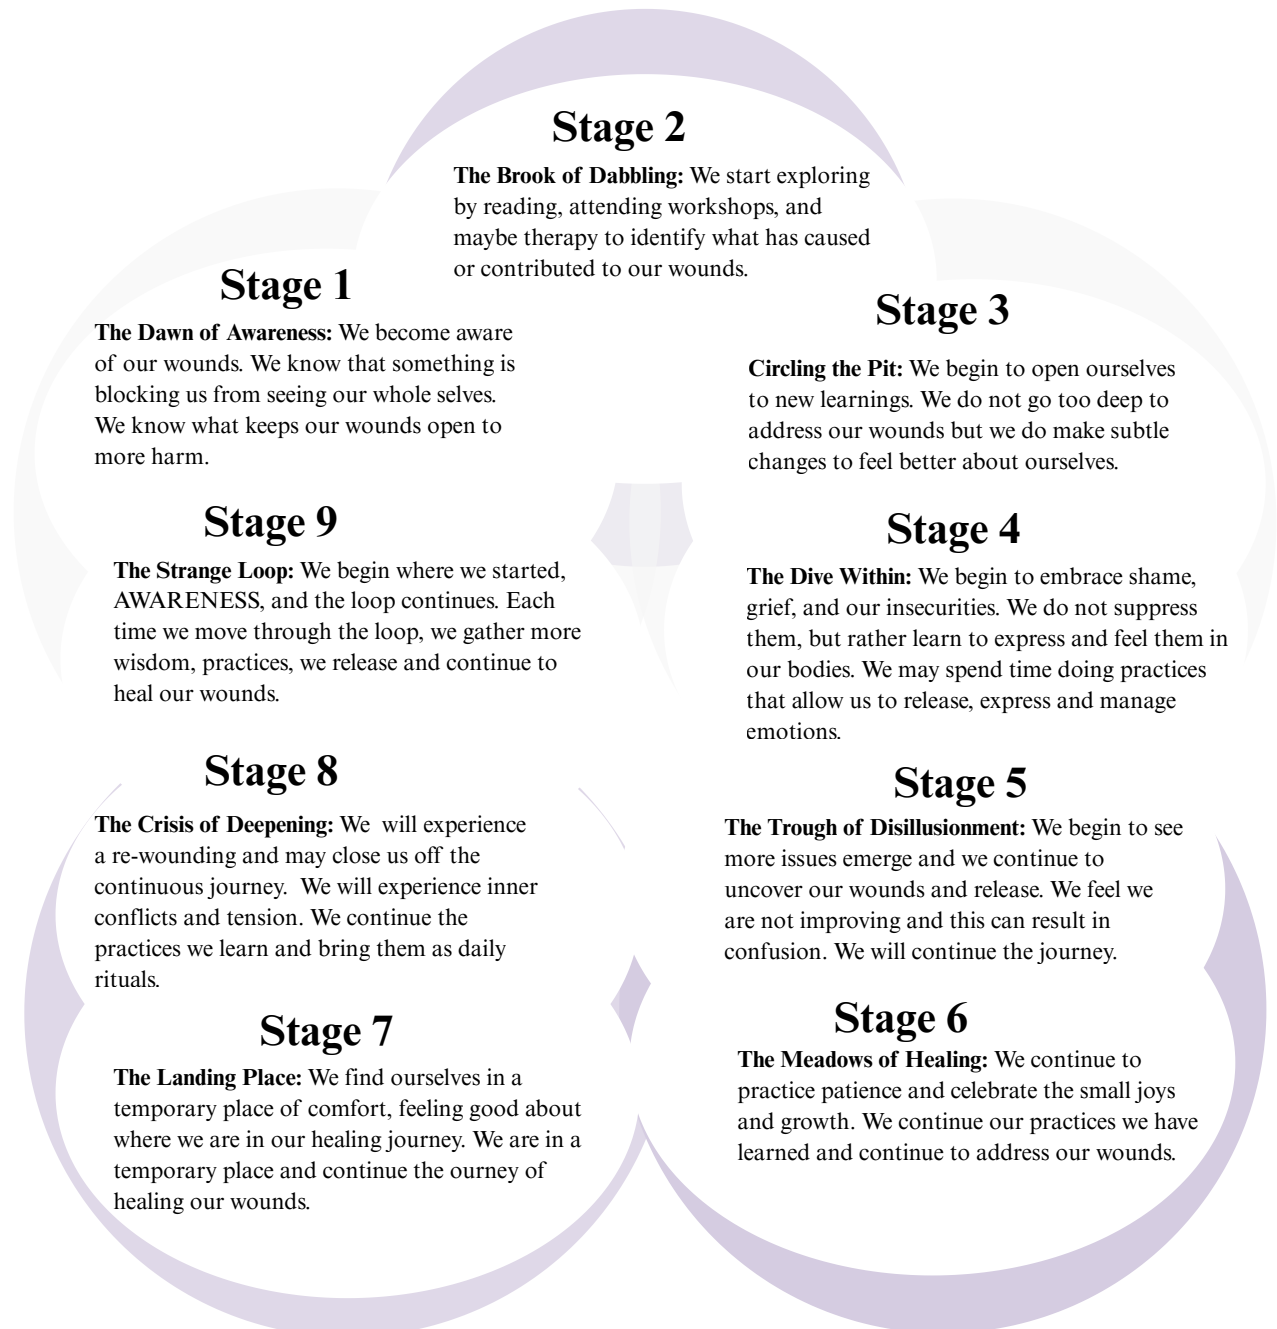 Stage 2
The Brook of Dabbling: We start exploring
by reading, attending workshops, and
maybe therapy to identify what has caused
or contributed to our wounds.
Stage 1
The Dawn of Awareness: We become aware
of our wounds. We know that something is
blocking us from seeing our whole selves.
We know what keeps our wounds open to
more harm.
Stage 3
Circling the Pit: We begin to open ourselves
to new learnings. We do not go too deep to
address our wounds but we do make subtle
changes to feel better about ourselves.
Stage 9
The Strange Loop: We begin where we started,
AWARENESS, and the loop continues. Each
time we move through the loop, we gather more
wisdom, practices, we release and continue to
heal our wounds.
Stage 4
The Dive Within: We begin to embrace shame,
grief, and our insecurities. We do not suppress
them, but rather learn to express and feel them in
our bodies. We may spend time doing practices
that allow us to release, express and manage
emotions.
Stage 8
The Crisis of Deepening: We  will experience
a re-wounding and may close us off the
continuous journey.  We will experience inner
conflicts and tension. We continue the
practices we learn and bring them as daily
rituals.
Stage 5
The Trough of Disillusionment: We begin to see
more issues emerge and we continue to
uncover our wounds and release. We feel we
are not improving and this can result in
confusion. We will continue the journey.
Stage 7
The Landing Place: We find ourselves in a
temporary place of comfort, feeling good about
where we are in our healing journey. We are in a
temporary place and continue the ourney of
healing our wounds.
Stage 6
The Meadows of Healing: We continue to
practice patience and celebrate the small joys
and growth. We continue our practices we have
learned and continue to address our wounds.